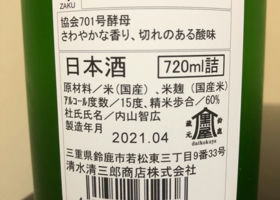 ZAKU
協会701号酵母
さわやかな香り、切れのある酸味
日本酒 720ml詰
原材料／米(国産)、米麹（国産米）
アルコール度数／15度、精米歩合／60%
杜氏氏名／内山智広
製造年月 2021.04
元 鈴鹿
daikokuya
三重県鈴鹿市若松東三丁目9番33号
清水清三郎商店株式会社